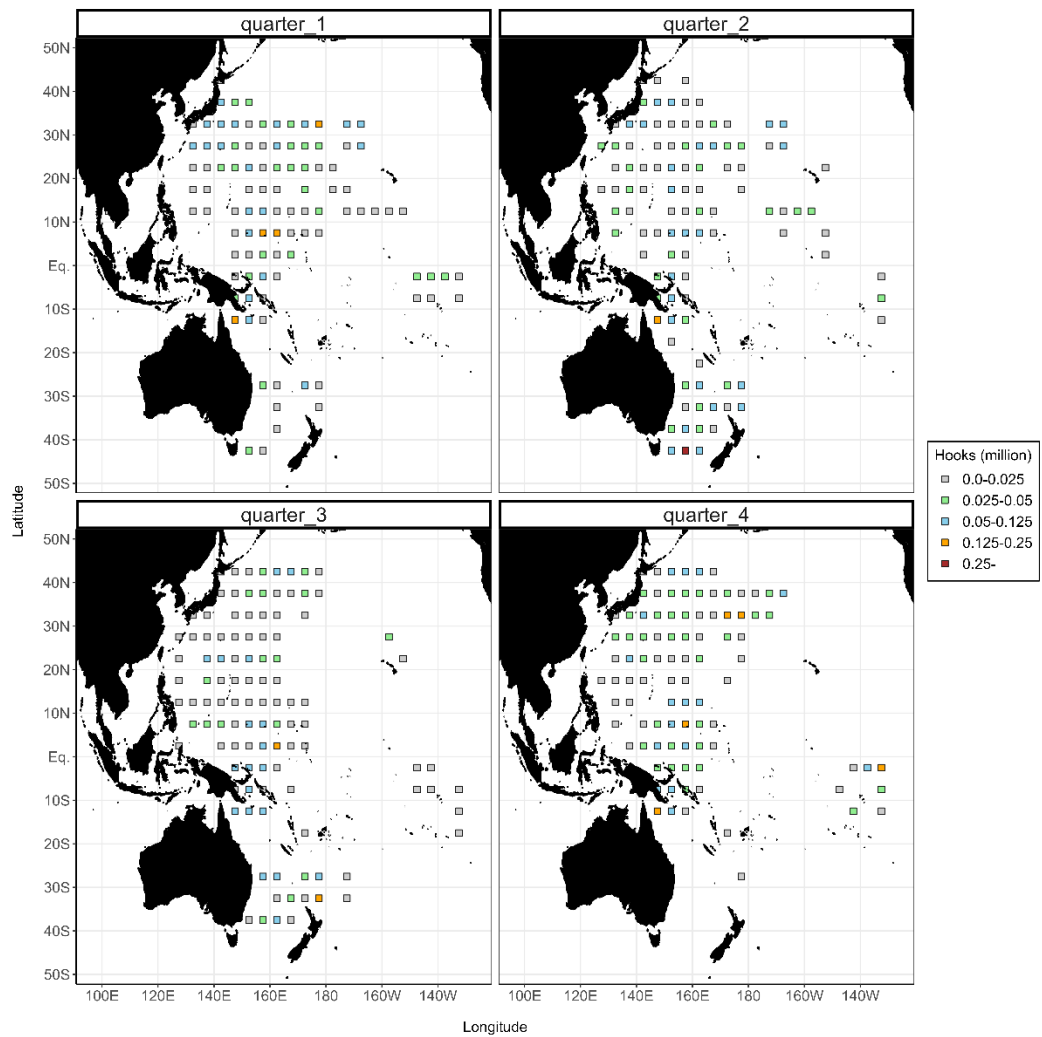 quarter_1
quarter_2
50N
40N
30N
20N
10N
Eq.
10S
20S
30S
40S
50S
Latitude
Hooks (million)
0.0-0.025
0.025-0.05
0.05-0.125
0.125-0.25
0.25-
quarter_3
quarter_4
50N
40N
30N
20N
10N
Eq.
10S
20S
30S
40S
50S
100E 120E 140E 160E 180 160W 140W
100E 120E 140E 160E 180 160W 140W
Longitude